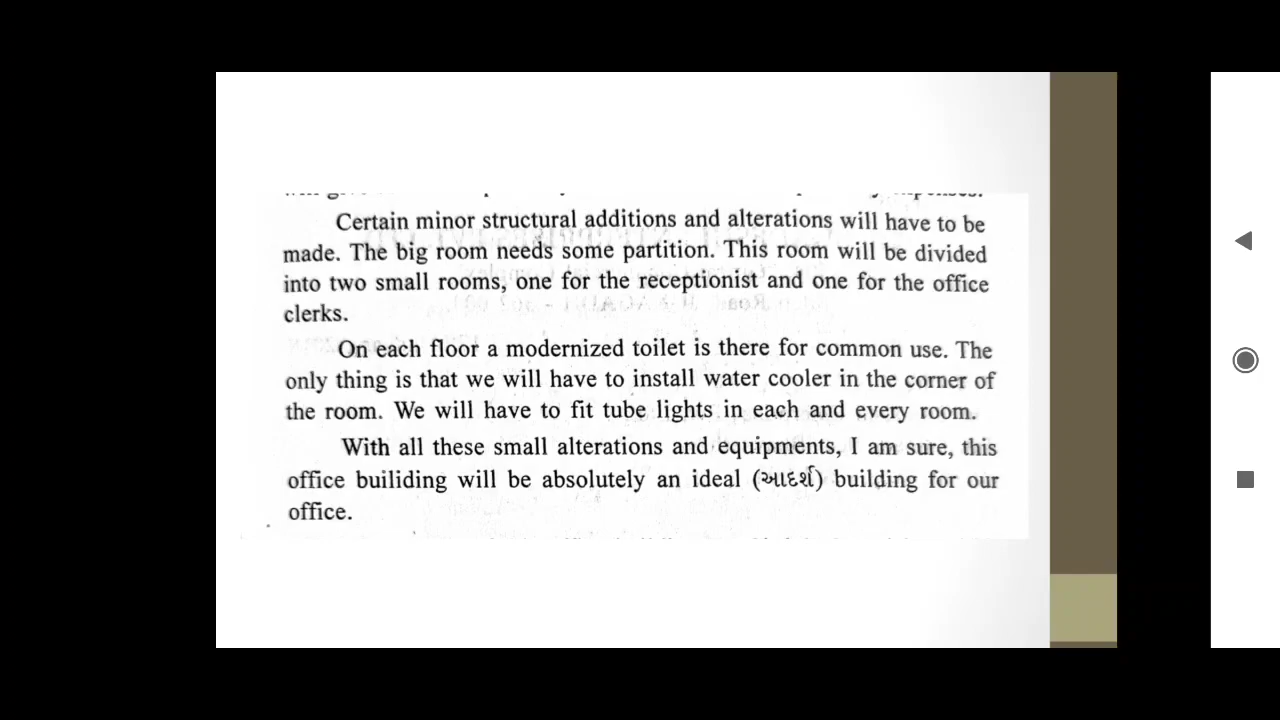 Certain minor structural additions and alterations will have to be
made. The big room needs some partition. This room will be divided
into two small rooms, one for the receptionist and one for the office
clerks.
On each floor a modernized toilet is there for common use. The
only thing is that we will have to install water cooler in the corner of
the room. We will have to fit tube lights in each and every room.
With all these small alterations and equipments, I am sure, this
office builiding will be absolutely an ideal (આદર્શ) building for our
office.